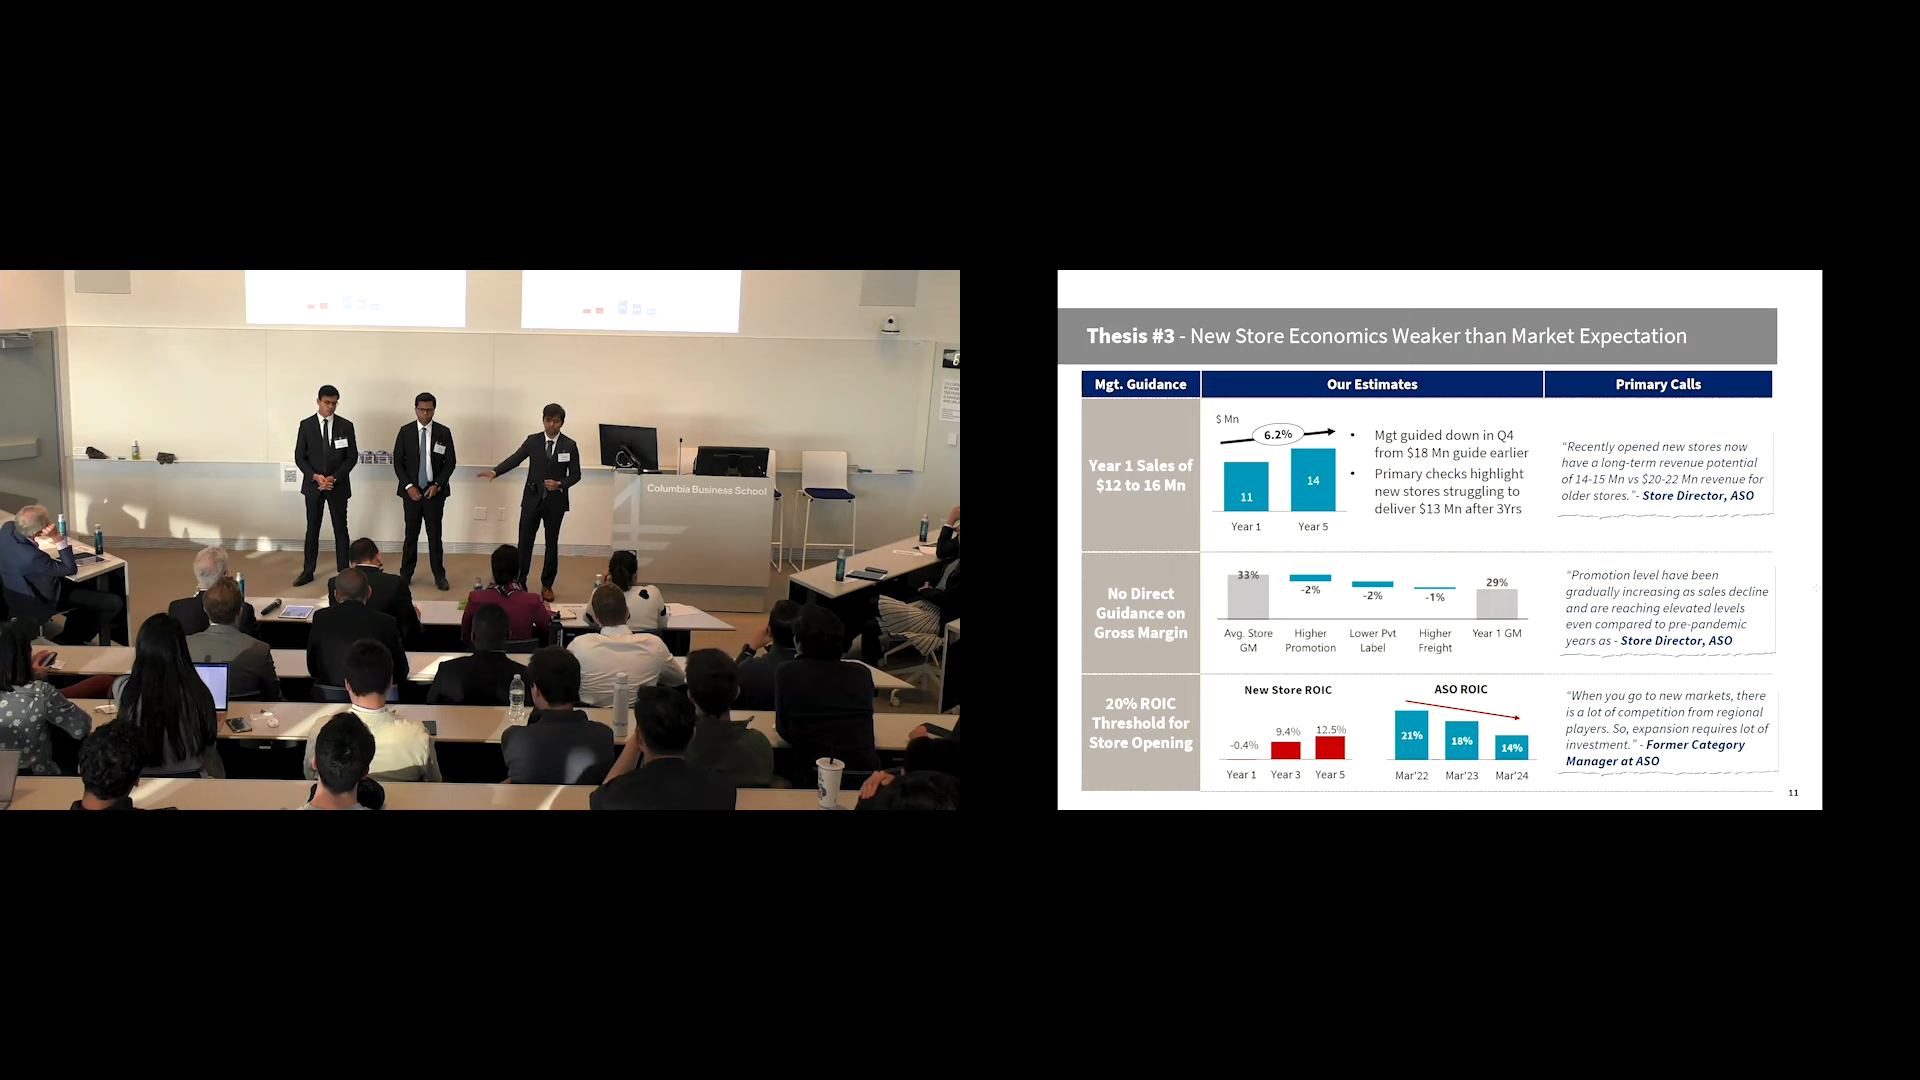 Columbia Business School
Thesis #3 - New Store Economics Weaker than Market Expectation
Mgt. Guidance
Our Estimates
Primary Calls
Year 1 Sales of
$12 to 16 Mn
$ Mn
6.2%
11
14
Year 1
Year 5
• Mgt guided down in Q4
from $18 Mn guide earlier
• Primary checks highlight
new stores struggling to
deliver $13 Mn after 3Yrs
“Recently opened new stores now
have a long-term revenue potential
of 14-15 Mn vs $20-22 Mn revenue for
older stores.”- Store Director, ASO
No Direct
Guidance on
Gross Margin
33%
-2%
-2%
-1%
29%
Avg. Store
GM
Higher
Promotion
Lower Pvt
Label
Higher
Freight
Year 1 GM
“Promotion level have been
gradually increasing as sales decline
and are reaching elevated levels
even compared to pre-pandemic
years as - Store Director, ASO
20% ROIC
Threshold for
Store Opening
New Store ROIC
-0.4%
9.4%
12.5%
Year 1
Year 3
Year 5
ASO ROIC
21%
18%
14%
Mar'22
Mar'23
Mar'24
“When you go to new markets, there
is a lot of competition from regional
players. So, expansion requires lot of
investment.” - Former Category
Manager at ASO
11